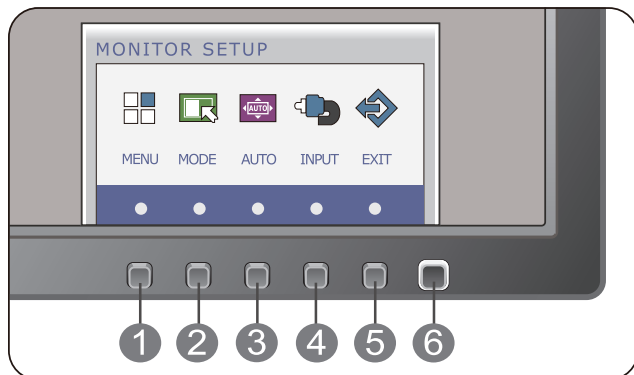 MONITOR SETUP
MENU MODE AUTO INPUT EXIT
AUTO
1 2 3 4 5 6